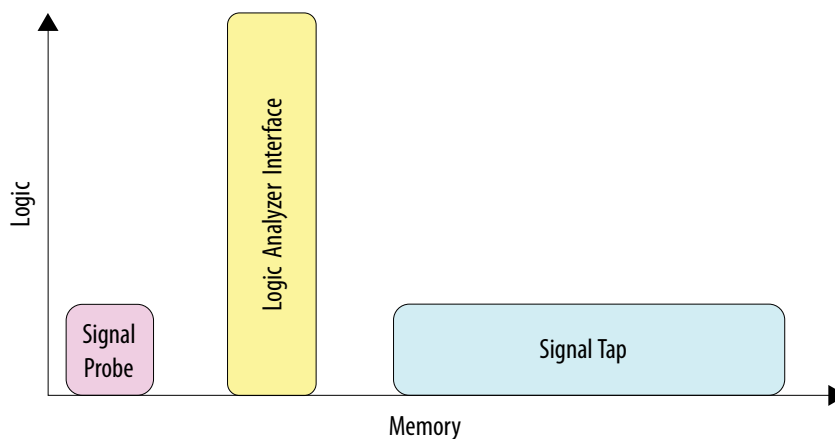 Logic
Signal
Probe
Logic Analyzer Interface
Signal Tap
Memory